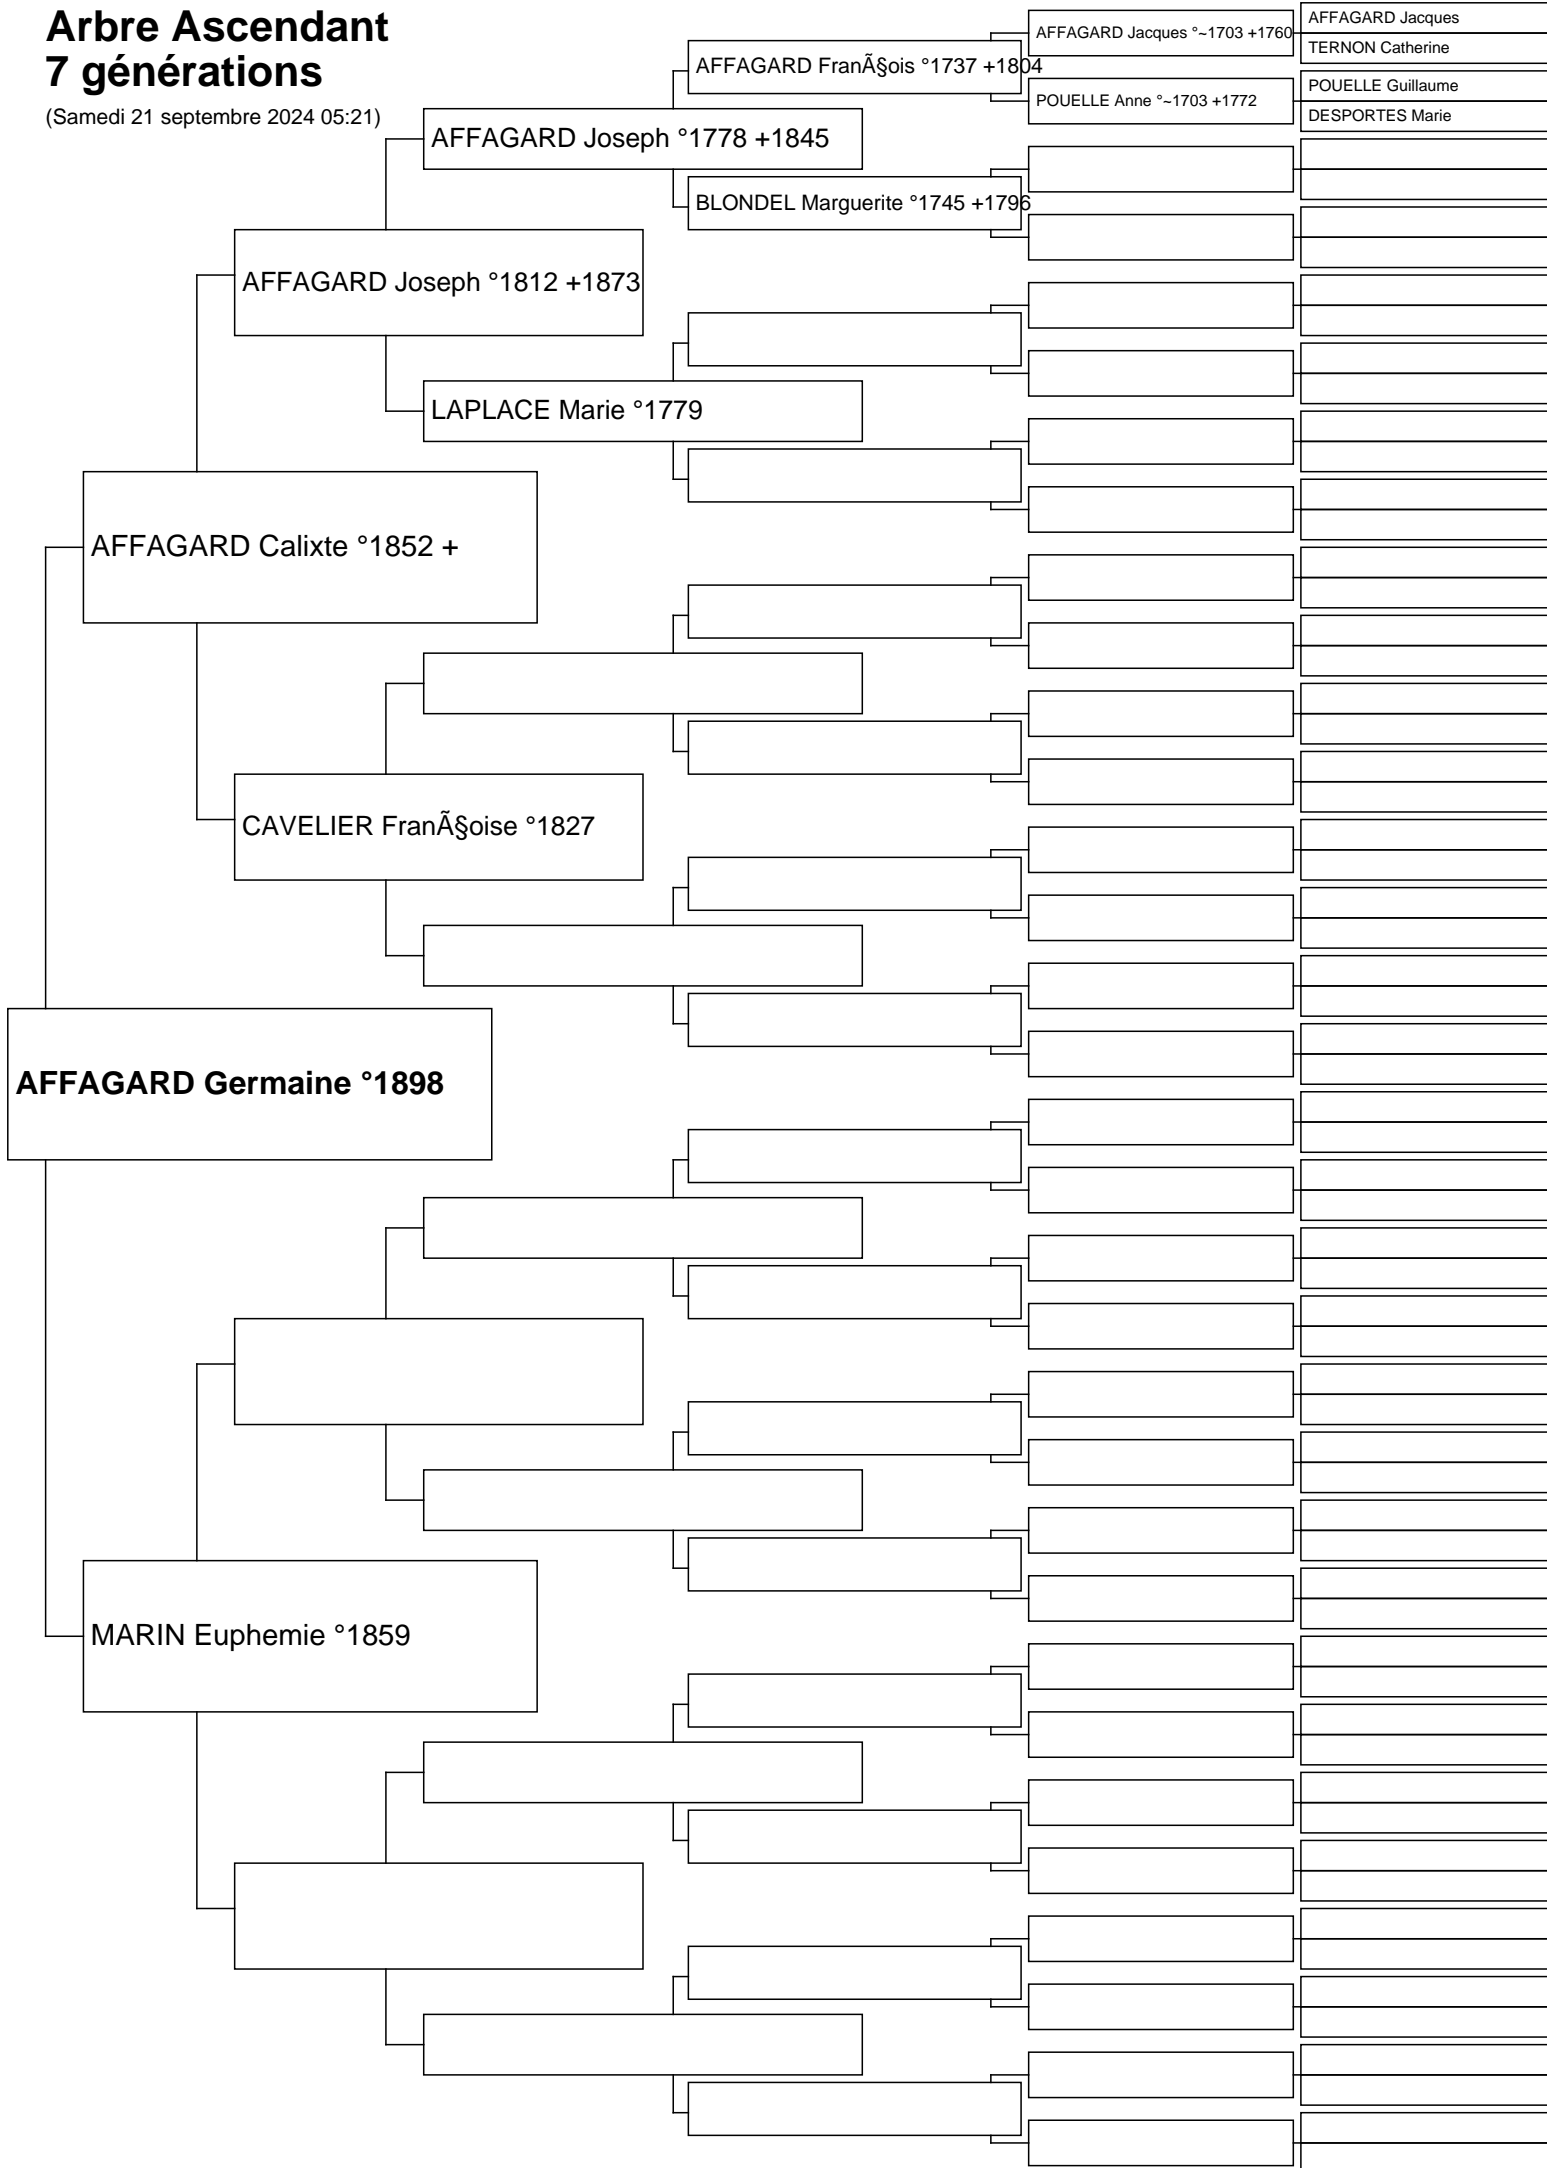 Arbre Ascendant
7 générations
(Samedi 21 septembre 2024 05:21)
AFFAGARD Germaine °1898
AFFAGARD Calixte °1852 +
MARIN Euphemie °1859
AFFAGARD Joseph °1812 +1873
CAVELIER FranÃ§oise °1827
AFFAGARD Joseph °1778 +1845
LAPLACE Marie °1779
AFFAGARD FranÃ§ois °1737 +1804
BLONDEL Marguerite °1745 +1796
AFFAGARD Jacques °~1703 +1760
POUELLE Anne °~1703 +1772
AFFAGARD Jacques
TERNON Catherine
POUELLE Guillaume
DESPORTES Marie